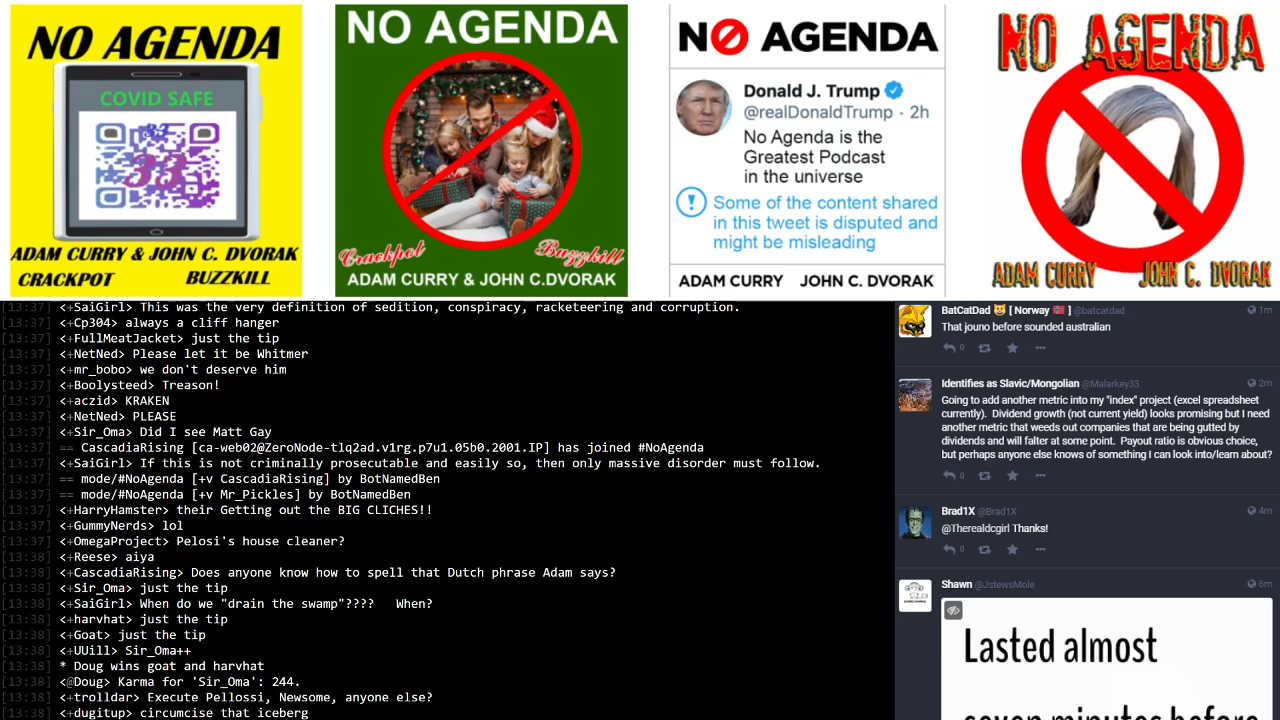 NO AGENDA
COVID SAFE
33
ADAM CURRY & JOHN C. DVORAK
CRACKPOT BUZZKILL
NO AGENDA
Crackpot Buzzkill
ADAM CURRY & JOHN C.DVORAK
NO AGENDA
Donald J. Trump
@realDonaldTrump · 2h
No Agenda is the
Greatest Podcast
in the universe
Some of the content shared
in this tweet is disputed and
might be misleading
ADAM CURRY JOHN C. DVORAK
NO AGENDA
ADAM CURRY JOHN C. DVORAK
[13:37] <+SaiGirl> This was the very definition of sedition, conspiracy, racketeering and corruption.
[13:37] <+Cp304> always a cliff hanger
[13:37] <+FullMeatJacket> just the tip
[13:37] <+NetNed> Please let it be Whitmer
[13:37] <+mr_bobo> we don't deserve him
[13:37] <+Boolysteed> Treason!
[13:37] <+aczid> KRAKEN
[13:37] <+NetNed> PLEASE
[13:37] <+Sir_Oma> Did I see Matt Gay
[13:37] == CascadiaRising [ca-web02@ZeroNode-tlq2ad.v1rg.p7u1.05b0.2001.IP] has joined #NoAgenda
[13:37] <+SaiGirl> If this is not criminally prosecutable and easily so, then only massive disorder must follow.
[13:37] == mode/#NoAgenda [+v CascadiaRising] by BotNamedBen
[13:37] == mode/#NoAgenda [+v Mr_Pickles] by BotNamedBen
[13:37] <+HarryHamster> their Getting out the BIG CLICHES!!
[13:37] <+GummyNerds> lol
[13:37] <+OmegaProject> Pelosi's house cleaner?
[13:37] <+Reese> aiya
[13:38] <+CascadiaRising> Does anyone know how to spell that Dutch phrase Adam says?
[13:38] <+Sir_Oma> just the tip
[13:38] <+SaiGirl> When do we "drain the swamp"???? When?
[13:38] <+harvhat> just the tip
[13:38] <+Goat> just the tip
[13:38] <+UUill> Sir_Oma++
[13:38] * Doug wins goat and harvhat
[13:38] <@Doug> Karma for 'Sir_Oma': 244.
[13:38] <+trolldar> Execute Pellossi, Newsome, anyone else?
[13:38] <+dugitup> circumcise that iceberg
BatCatDad [ Norway ] @batcatdad 1m
That jouno before sounded australian
0
Identifies as Slavic/Mongolian @Malarkey33 2m
Going to add another metric into my "index" project (excel spreadsheet
currently). Dividend growth (not current yield) looks promising but I need
another metric that weeds out companies that are being gutted by
dividends and will falter at some point. Payout ratio is obvious choice,
but perhaps anyone else knows of something I can look into/learn about?
0
Brad1X @Brad1X 4m
@Therealdcgirl Thanks!
0
Shawn @JstewsMole 6m
Lasted almost
seven minutes before